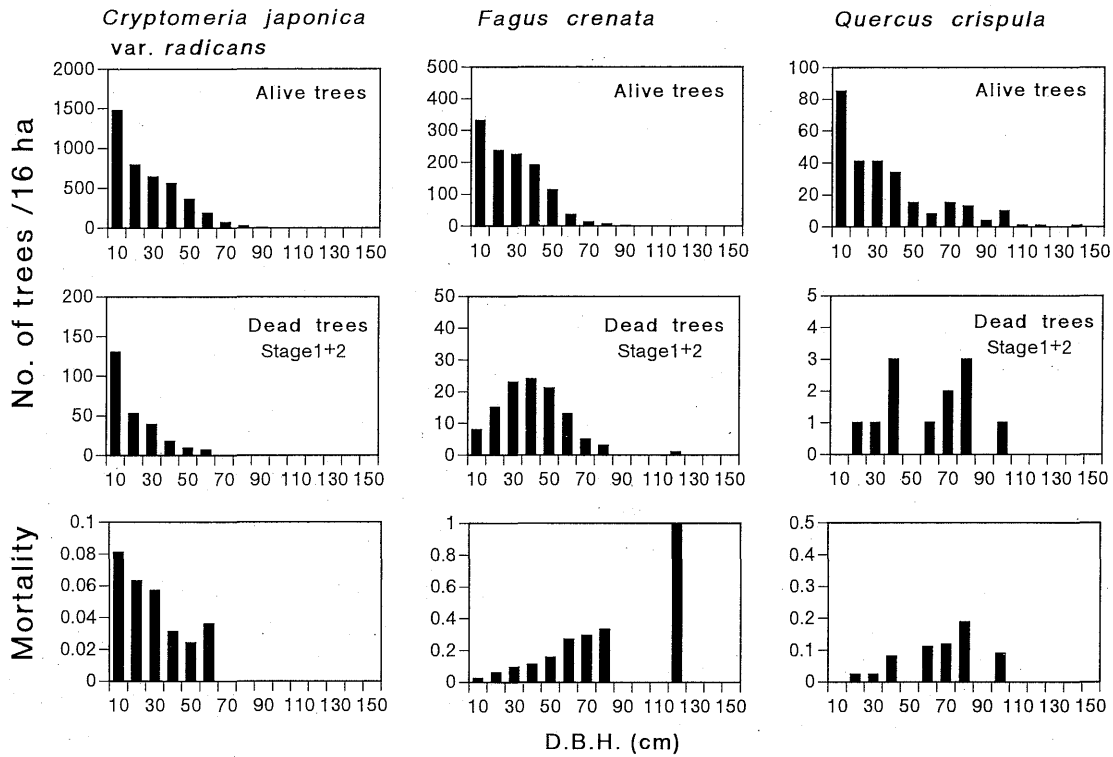 Cryptomeria japonica
var. radicans
Fagus crenata
Quercus crispula
No. of trees /16 ha
2000
1500
1000
500
0
Alive trees
10 30 50 70 90 110 130 150
500
400
300
200
100
0
Alive trees
10 30 50 70 90 110 130 150
100
80
60
40
20
0
Alive trees
10 30 50 70 90 110 130 150
200
150
100
50
0
Dead trees
Stage1+2
10 30 50 70 90 110 130 150
50
40
30
20
10
0
Dead trees
Stage1+2
10 30 50 70 90 110 130 150
5
4
3
2
1
0
Dead trees
Stage1+2
10 30 50 70 90 110 130 150
Mortality
0.1
0.08
0.06
0.04
0.02
0
10 30 50 70 90 110 130 150
1
0.8
0.6
0.4
0.2
0
10 30 50 70 90 110 130 150
0.5
0.4
0.3
0.2
0.1
0
10 30 50 70 90 110 130 150
D.B.H. (cm)